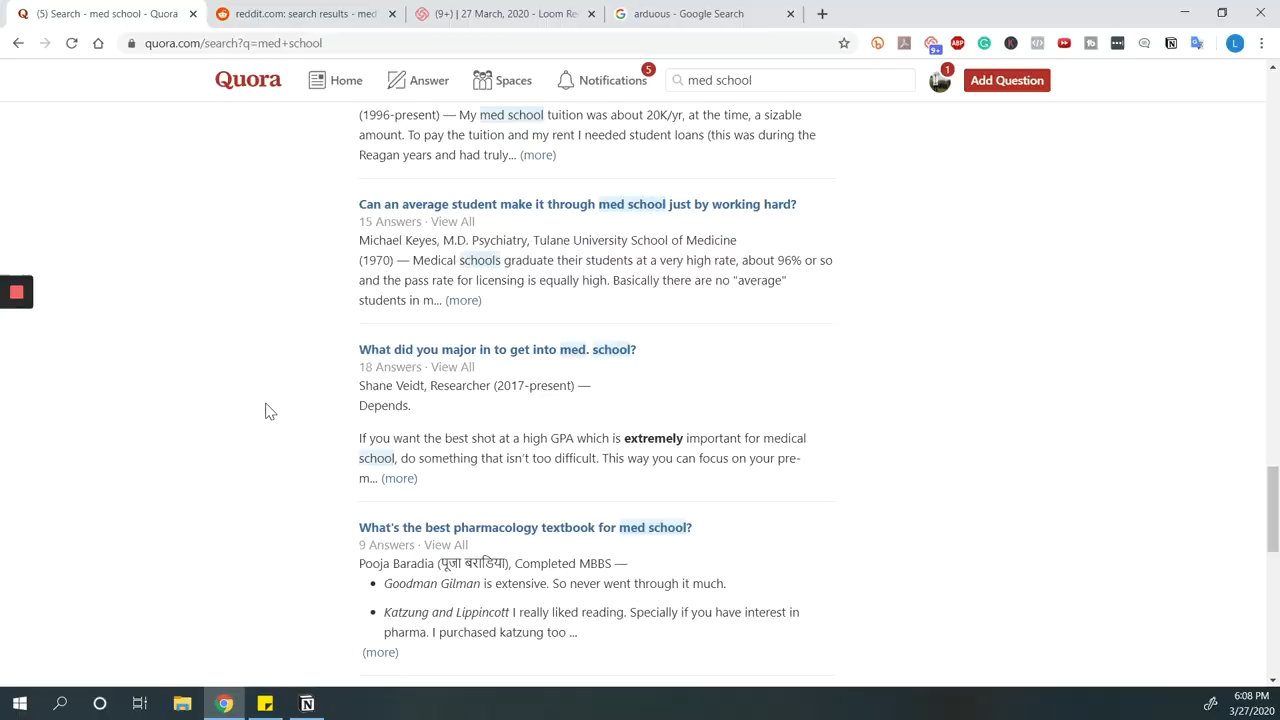 (5) Search - med school - Quora
reddit.com: search results - med
(9+) | 27 March, 2020 - Loom Re
arduous - Google Search
quora.com/search?q=med+school
9+
ABP
L
Quora
Home
Answer
Spaces
Notifications
5
med school
1
Add Question
(1996-present) — My med school tuition was about 20K/yr, at the time, a sizable
amount. To pay the tuition and my rent I needed student loans (this was during the
Reagan years and had truly... (more)
Can an average student make it through med school just by working hard?
15 Answers · View All
Michael Keyes, M.D. Psychiatry, Tulane University School of Medicine
(1970) — Medical schools graduate their students at a very high rate, about 96% or so
and the pass rate for licensing is equally high. Basically there are no "average"
students in m... (more)
What did you major in to get into med. school?
18 Answers · View All
Shane Veidt, Researcher (2017-present) —
Depends.
If you want the best shot at a high GPA which is extremely important for medical
school, do something that isn't too difficult. This way you can focus on your pre-
m... (more)
What's the best pharmacology textbook for med school?
9 Answers · View All
Pooja Baradia (पूजा बराडिया), Completed MBBS —
• Goodman Gilman is extensive. So never went through it much.
• Katzung and Lippincott I really liked reading. Specially if you have interest in
pharma. I purchased katzung too ...
(more)
6:08 PM
3/27/2020